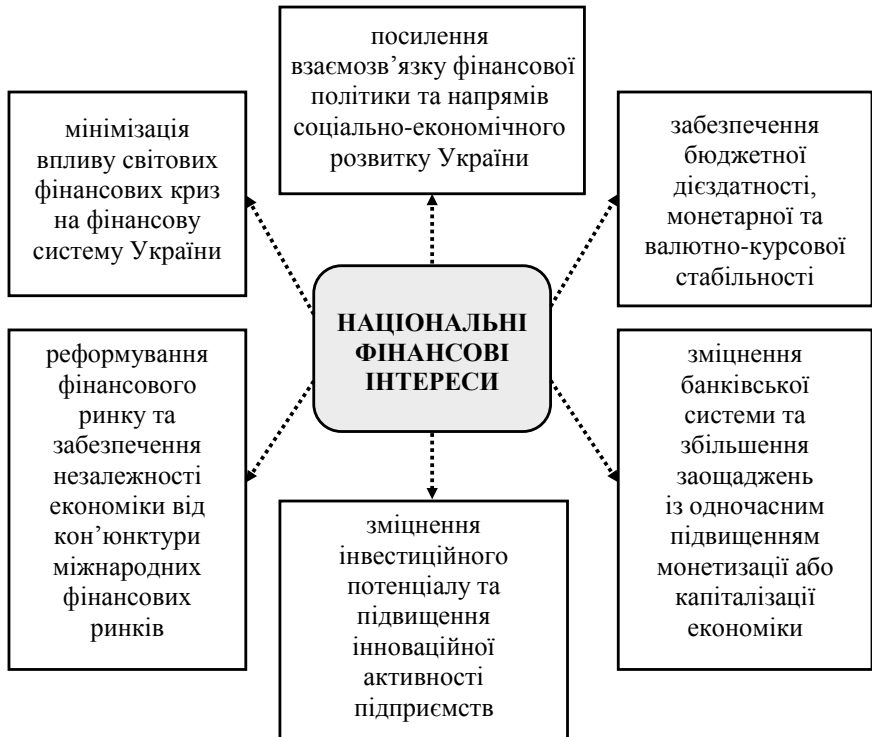 посилення
взаємозв’язку фінансової
політики та напрямів
соціально-економічного
розвитку України
мінімізація
впливу світових
фінансових криз
на фінансову
систему України
забезпечення
бюджетної
дієздатності,
монетарної та
валютно-курсової
стабільності
НАЦІОНАЛЬНІ
ФІНАНСОВІ
ІНТЕРЕСИ
реформування
фінансового
ринку та
забезпечення
незалежності
економіки від
кон’юнктури
міжнародних
фінансових
ринків
зміцнення
інвестиційного
потенціалу та
підвищення
інноваційної
активності
підприємств
зміцнення
банківської
системи та
збільшення
заощаджень
із одночасним
підвищенням
монетизації або
капіталізації
економіки